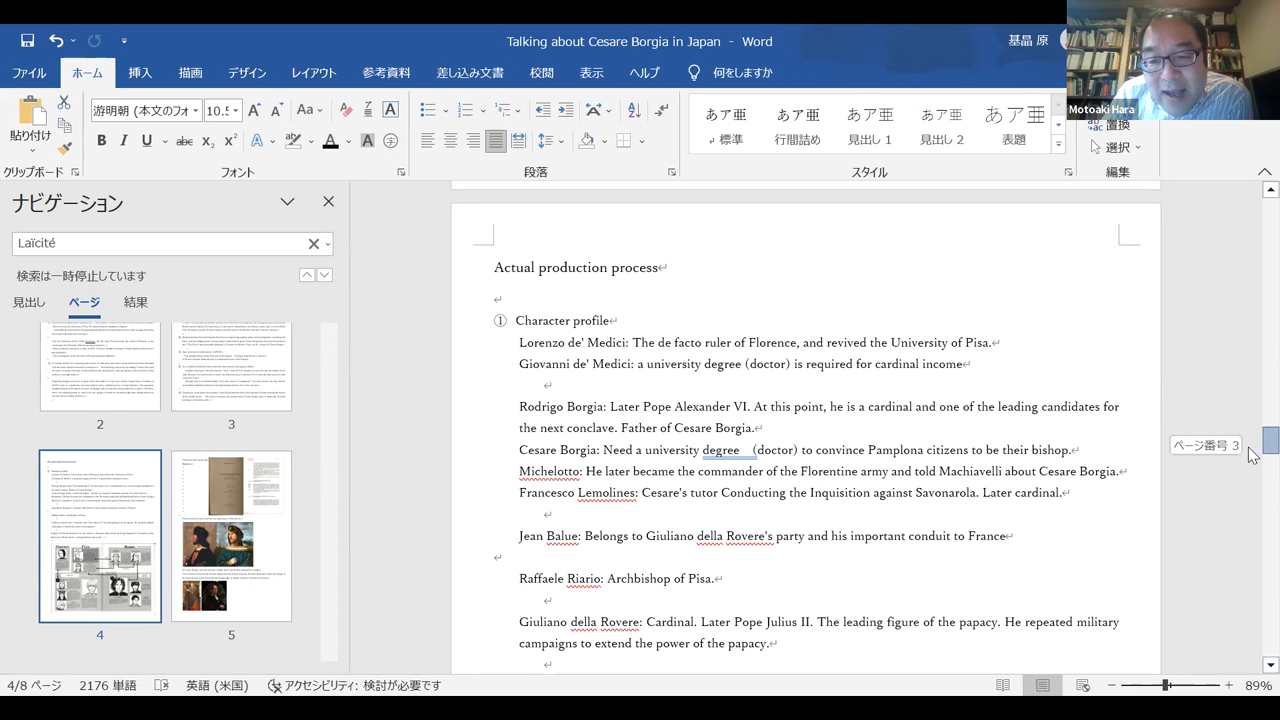 Talking about Cesare Borgia in Japan - Word
基晶 原
Motoaki Hara
ファイル
ホーム
挿入
描画
デザイン
レイアウト
参考資料
差し込み文書
校閲
表示
ヘルプ
何をしますか
貼り付け
游明朝 (本文のフォ
10.5
クリップボード
フォント
段落
あア亜 あア亜 あア亜 あア亜 あア亜
標準
行間詰め
見出し 1
見出し 2
表題
スタイル
置換
選択
編集
ナビゲーション
Laïcité
検索は一時停止しています
見出し
ページ
結果
2
3
4
5
Actual production process
① Character profile
Lorenzo de' Medici: The de facto ruler of Florence, and revived the University of Pisa.
Giovanni de' Medici: university degree (doctor) is required for cardinal income
Rodrigo Borgia: Later Pope Alexander VI. At this point, he is a cardinal and one of the leading candidates for
the next conclave. Father of Cesare Borgia.
Cesare Borgia: Need a university degree (doctor) to convince Pamplona citizens to be their bishop.
Michelotto: He later became the commander of the Florentine army and told Machiavelli about Cesare Borgia.
Francesco Lemolines: Cesare's tutor Conducting the Inquisition against Savonarola. Later cardinal.
Jean Balue: Belongs to Giuliano della Rovere's party and his important conduit to France
Raffaele Riario: Archbishop of Pisa.
Giuliano della Rovere: Cardinal. Later Pope Julius II. The leading figure of the papacy. He repeated military
campaigns to extend the power of the papacy.
ページ番号 3
4/8 ページ
2176 単語
英語 (米国)
アクセシビリティ: 検討が必要です
89%